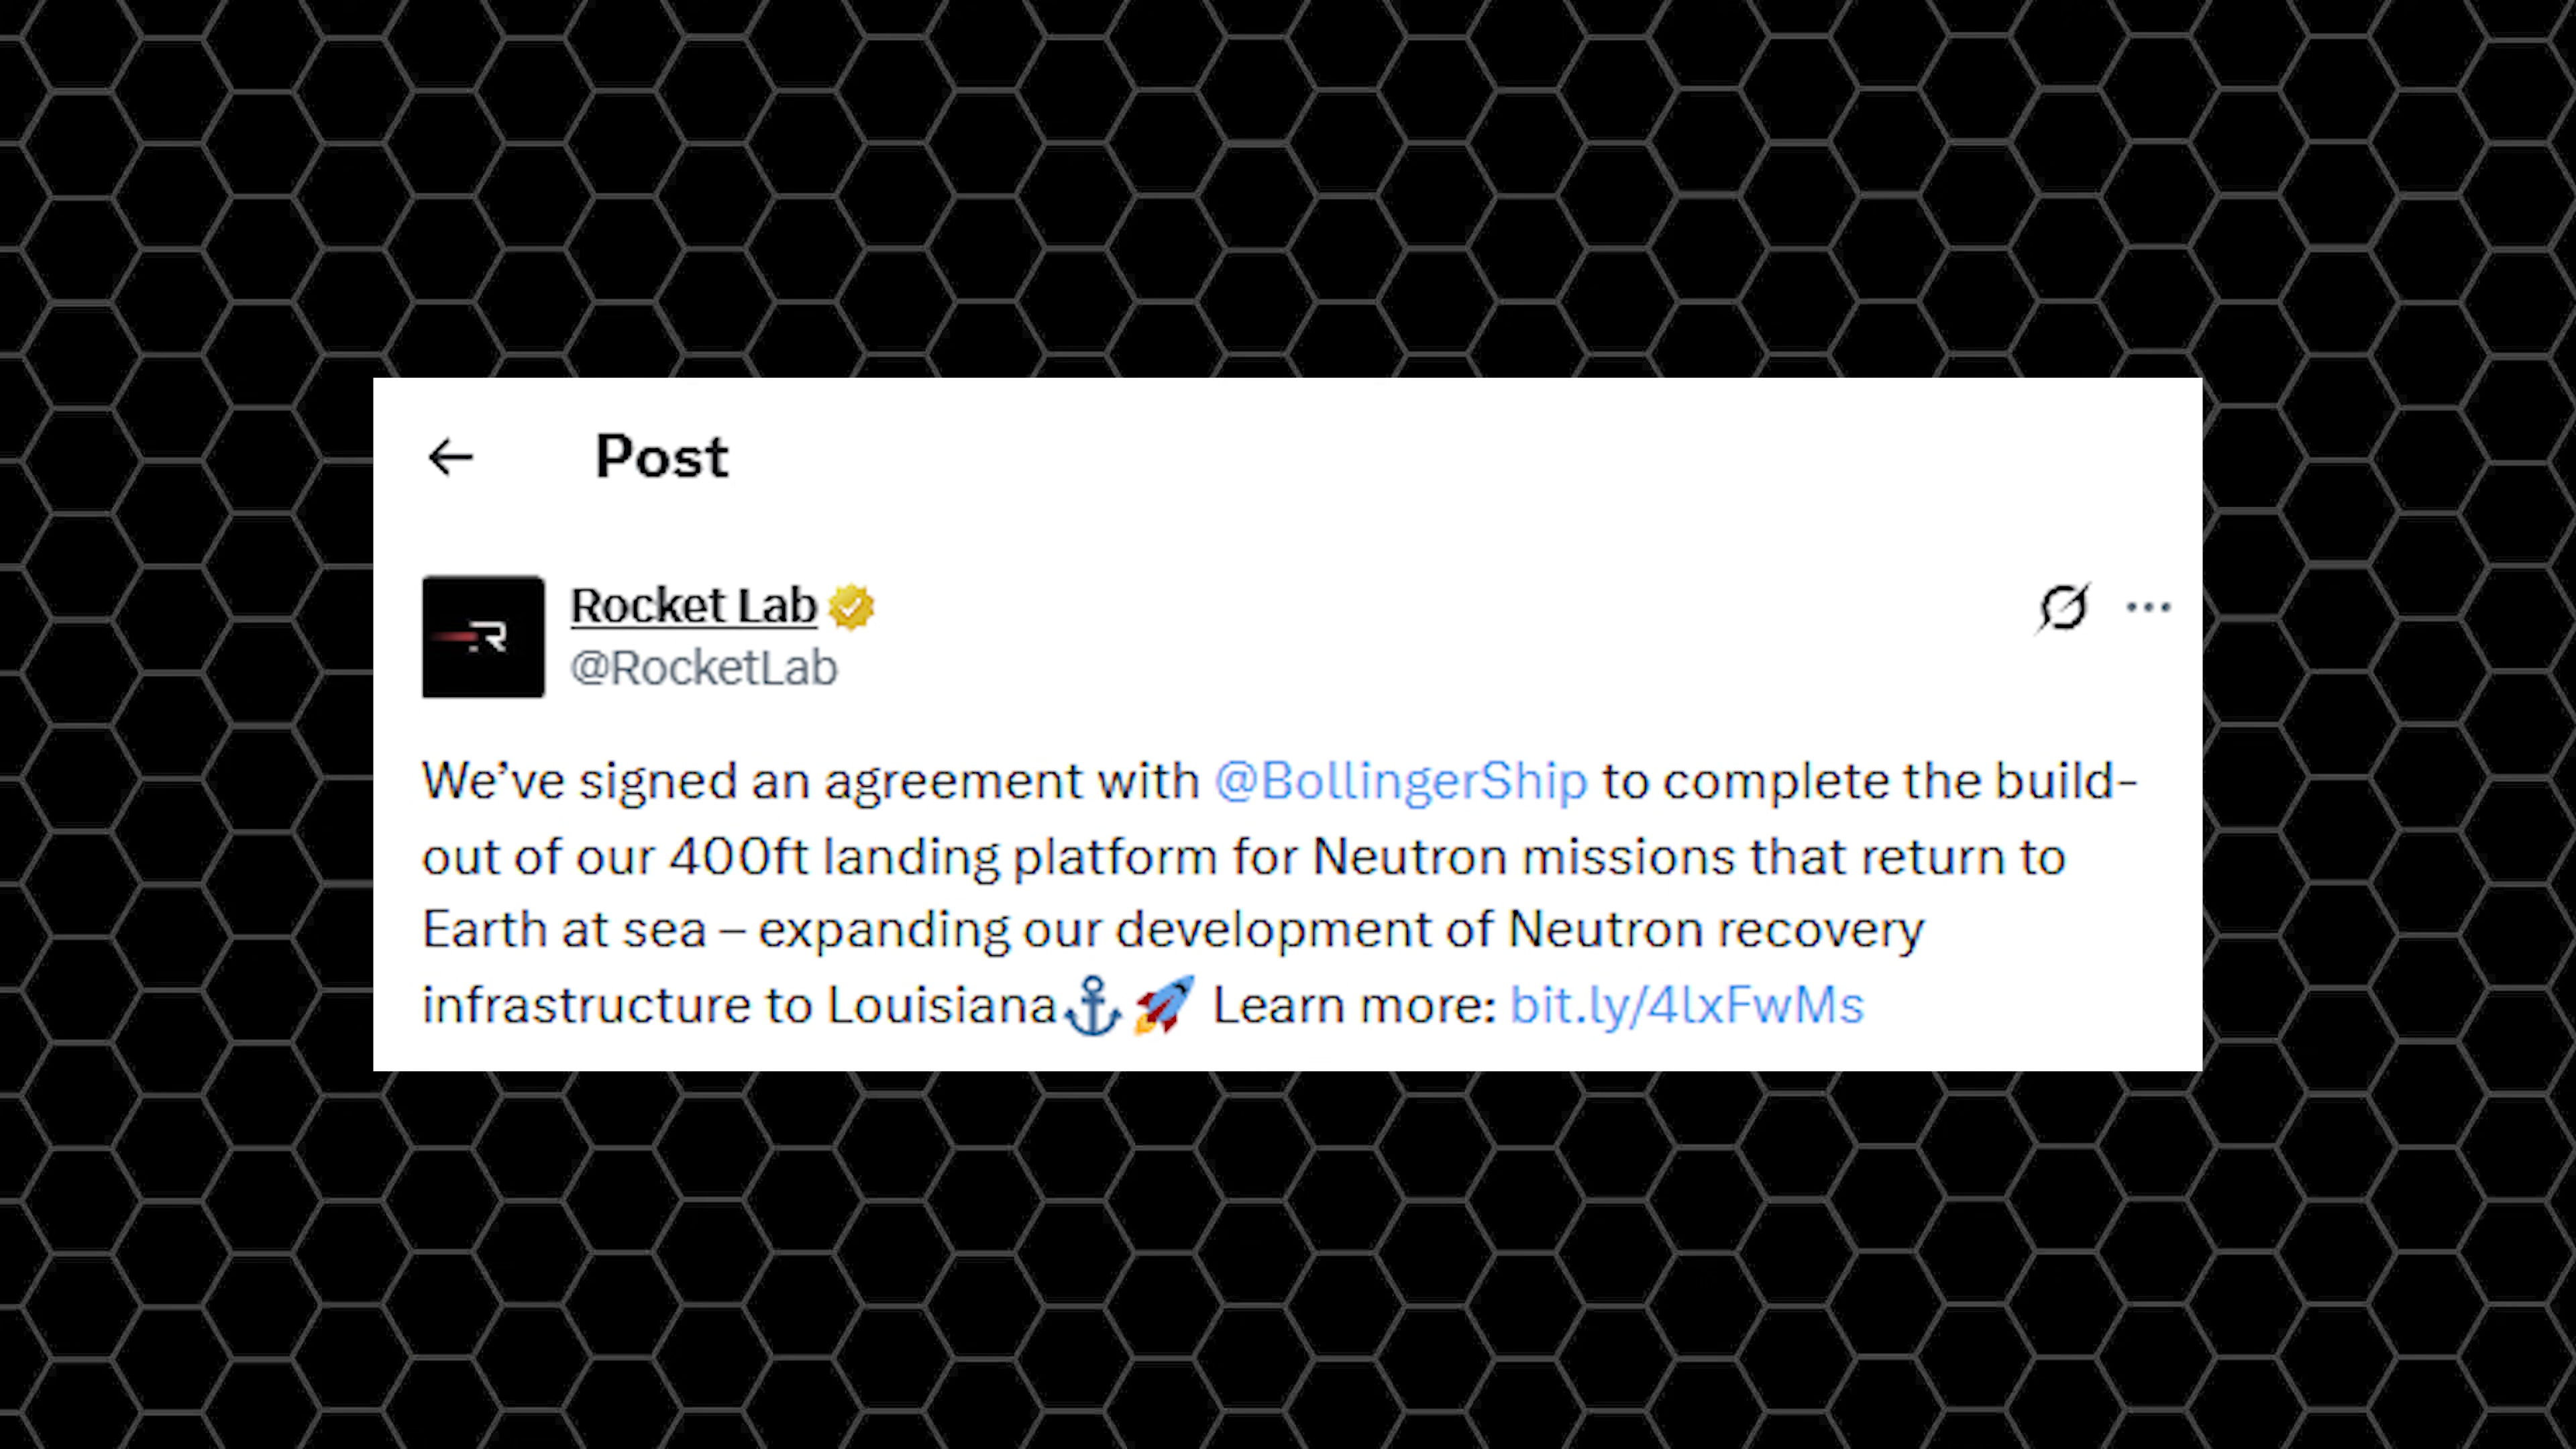 Post
Rocket Lab
@RocketLab
We’ve signed an agreement with @BollingerShip to complete the build-
out of our 400ft landing platform for Neutron missions that return to
Earth at sea – expanding our development of Neutron recovery
infrastructure to Louisiana⚓🚀 Learn more: bit.ly/4lxFwMs